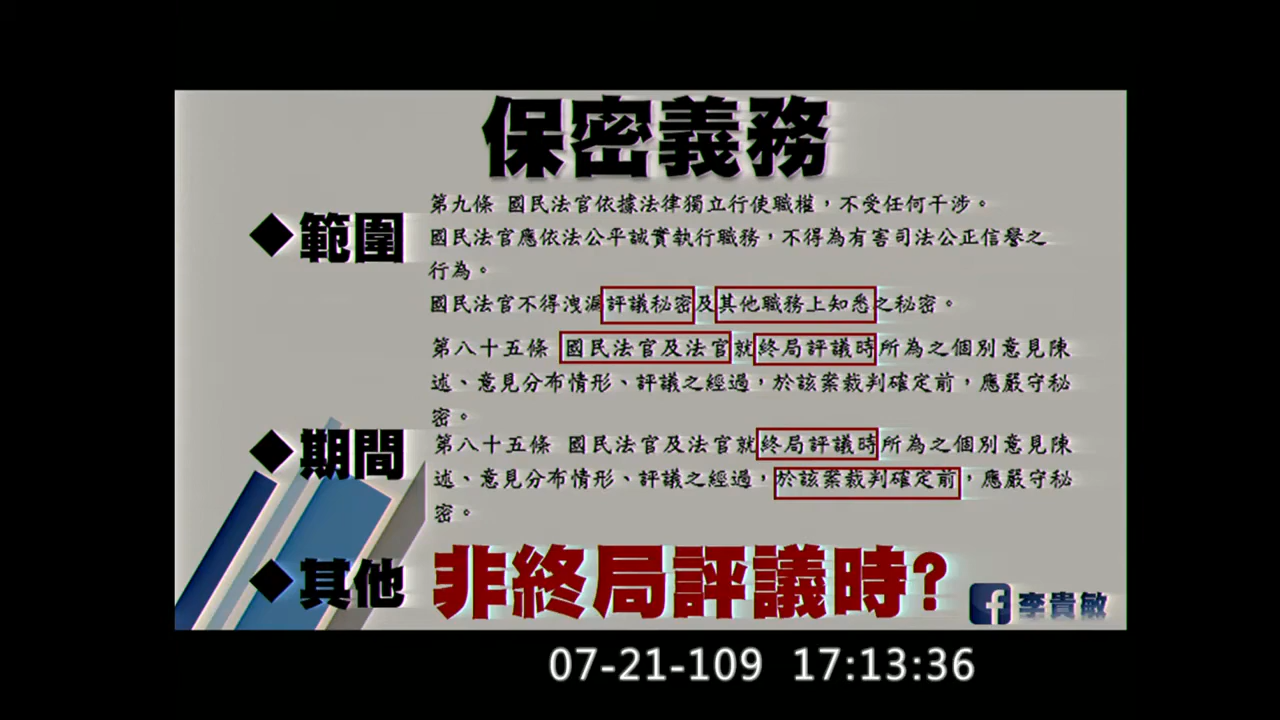 保密義務
◆範圍
第九條 國民法官依據法律獨立行使職權，不受任何干涉。
國民法官應依法公平誠實執行職務，不得為有害司法公正信譽之
行為。
國民法官不得洩漏評議秘密及其他職務上知悉之秘密。
第八十五條 國民法官及法官就終局評議時所為之個別意見陳
述、意見分布情形、評議之經過，於該案裁判確定前，應嚴守秘
密。
◆期間
第八十五條 國民法官及法官就終局評議時所為之個別意見陳
述、意見分布情形、評議之經過，於該案裁判確定前，應嚴守秘
密。
◆其他
非終局評議時?
f 李貴敏
07-21-109 17:13:36